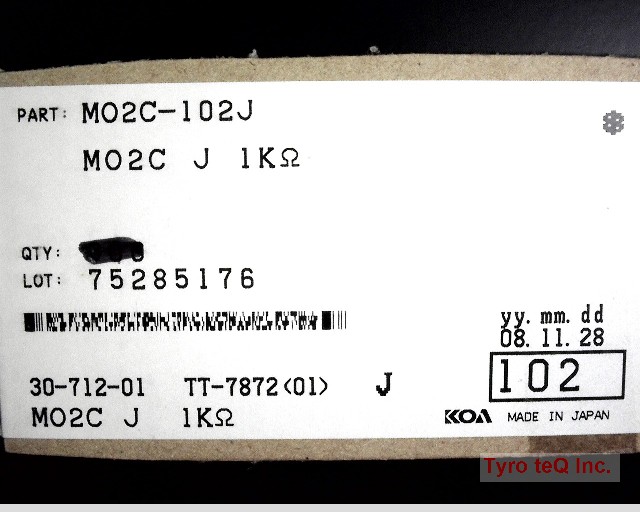 PART: MO2C-102J
MO2C J 1KΩ
QTY:
LOT: 75285176
yy. mm. dd
08. 11. 28
102
30-712-01 TT-7872(01) J
MO2C J 1KΩ
KOA MADE IN JAPAN
Tyro teQ Inc.